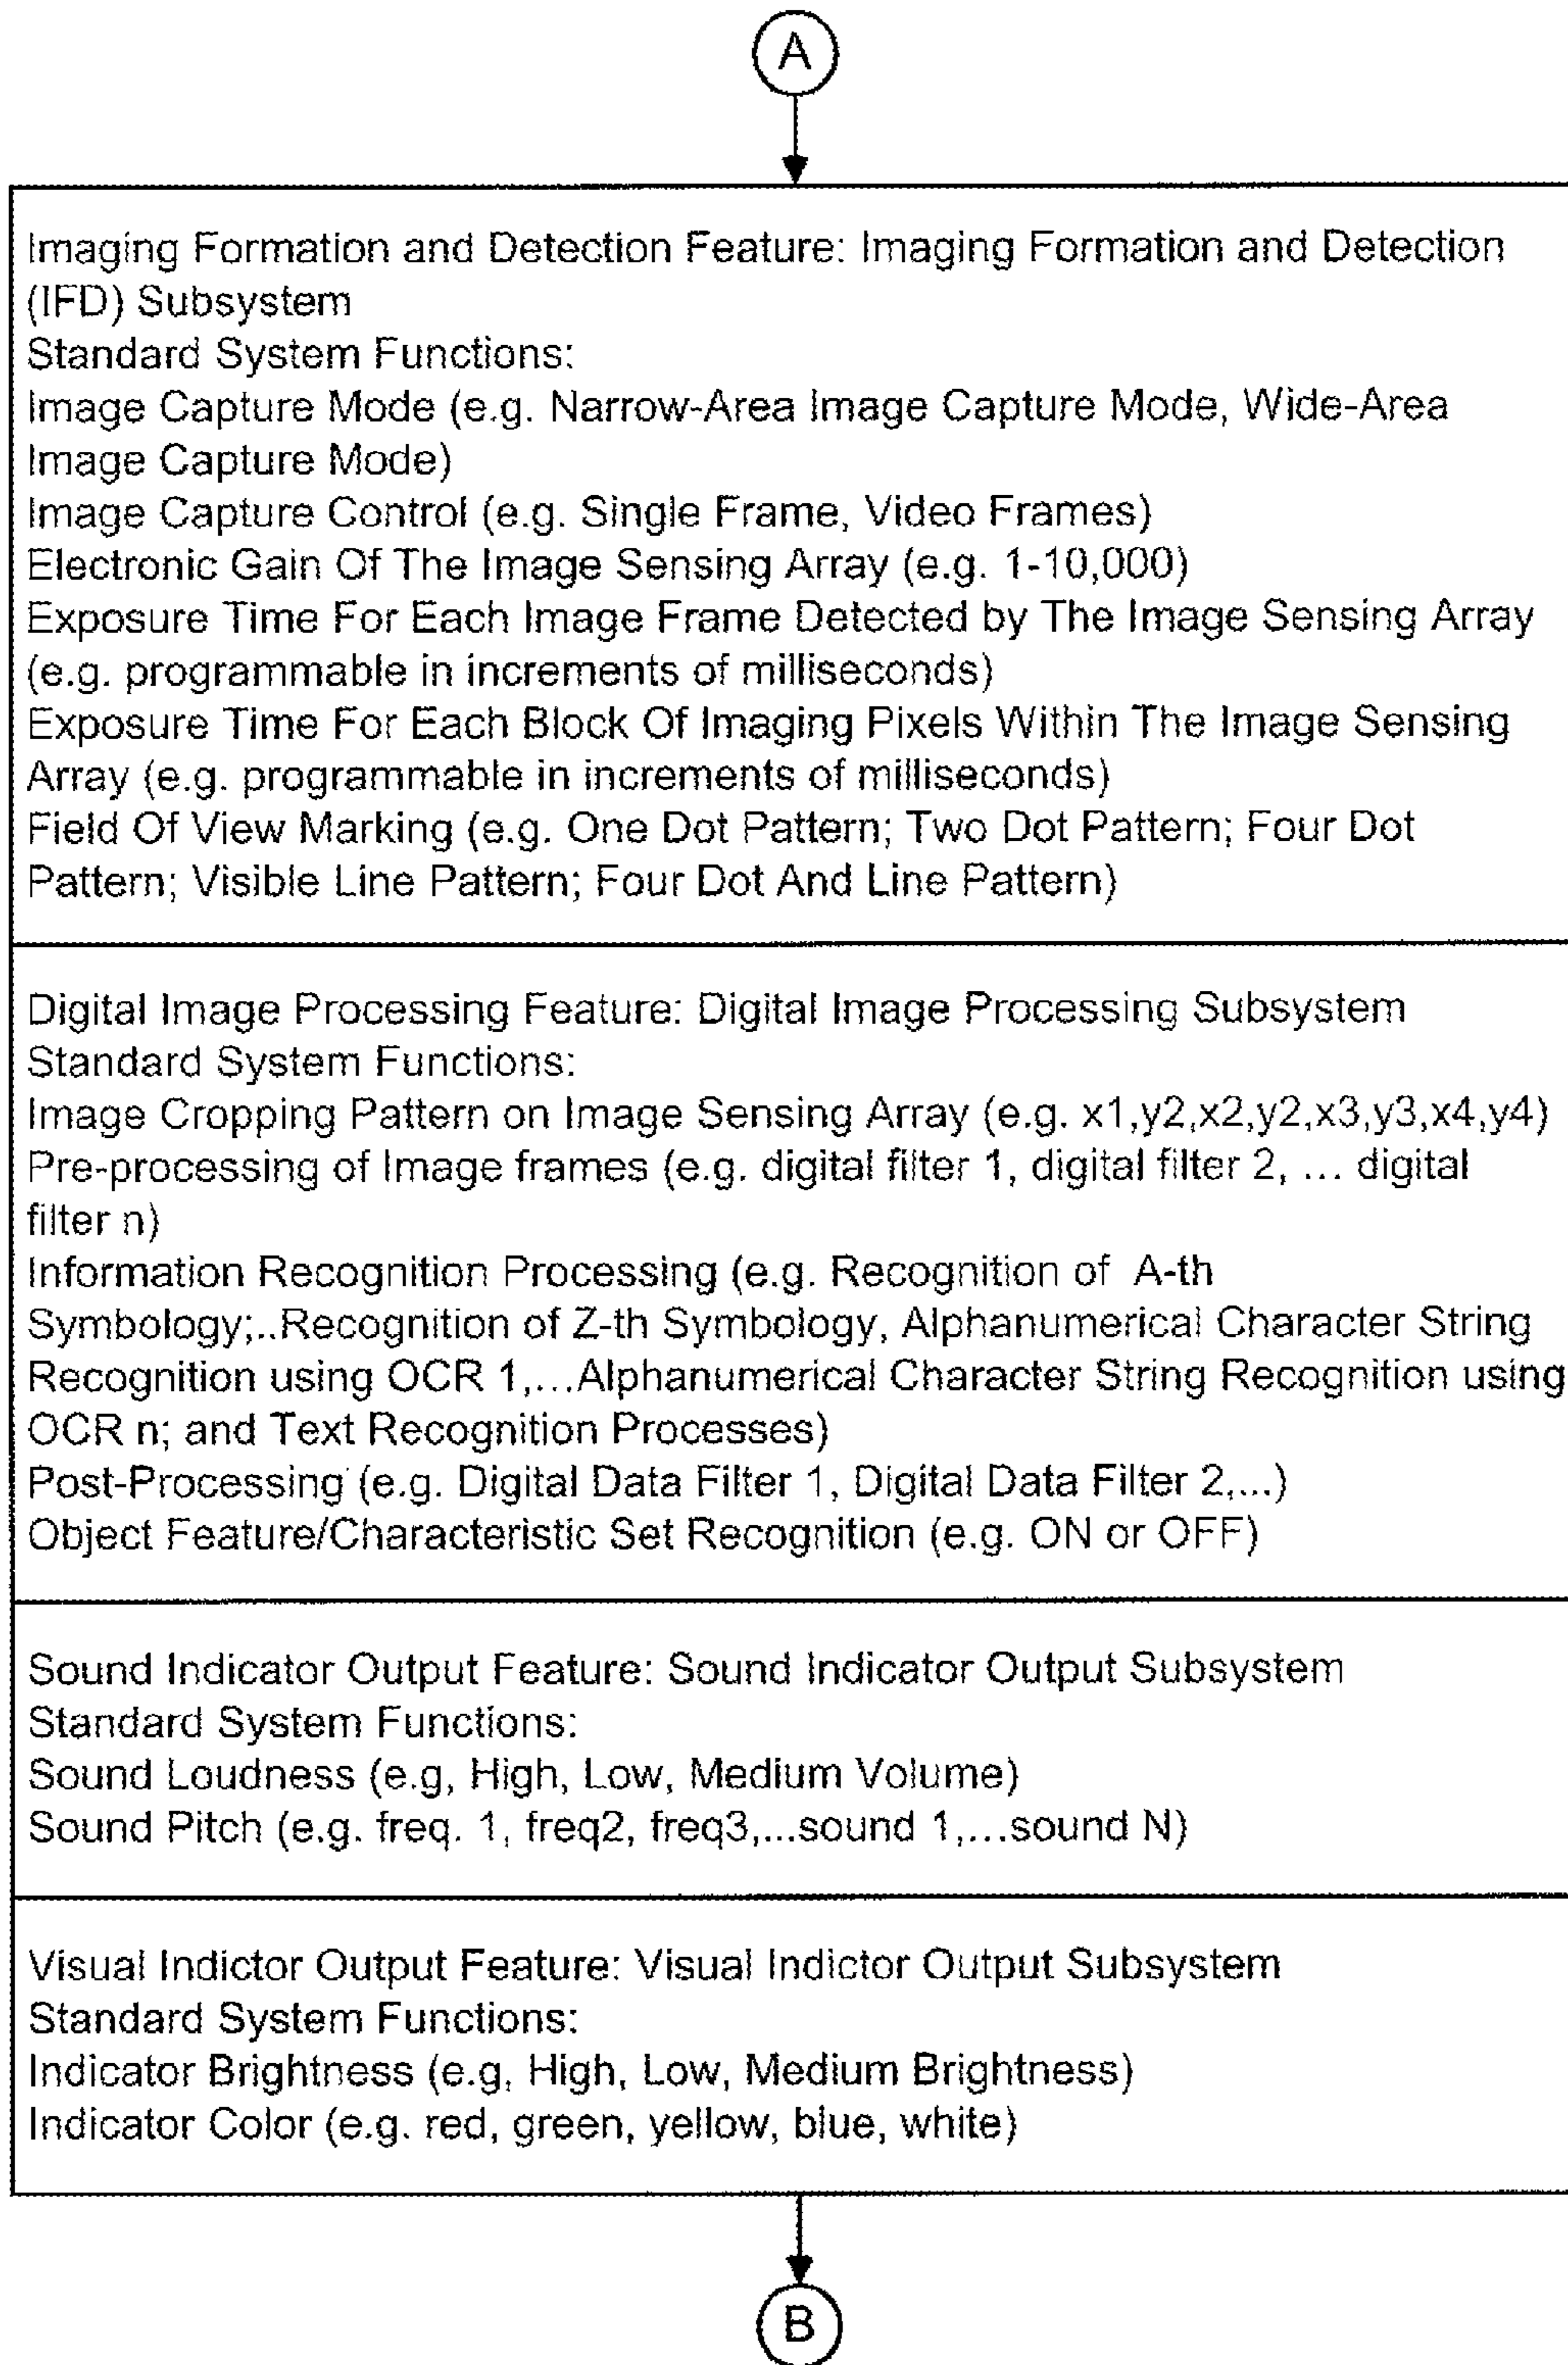 A
Imaging Formation and Detection Feature: Imaging Formation and Detection
(IFD) Subsystem
Standard System Functions:
Image Capture Mode (e.g. Narrow-Area Image Capture Mode, Wide-Area
Image Capture Mode)
Image Capture Control (e.g. Single Frame, Video Frames)
Electronic Gain Of The Image Sensing Array (e.g. 1-10,000)
Exposure Time For Each Image Frame Detected by The Image Sensing Array
(e.g. programmable in increments of milliseconds)
Exposure Time For Each Block Of Imaging Pixels Within The Image Sensing
Array (e.g. programmable in increments of milliseconds)
Field Of View Marking (e.g. One Dot Pattern; Two Dot Pattern; Four Dot
Pattern; Visible Line Pattern; Four Dot And Line Pattern)
Digital Image Processing Feature: Digital Image Processing Subsystem
Standard System Functions:
Image Cropping Pattern on Image Sensing Array (e.g. x1,y2,x2,y2,x3,y3,x4,y4)
Pre-processing of Image frames (e.g. digital filter 1, digital filter 2, ... digital
filter n)
Information Recognition Processing (e.g. Recognition of A-th
Symbology;..Recognition of Z-th Symbology, Alphanumerical Character String
Recognition using OCR 1,...Alphanumerical Character String Recognition using
OCR n; and Text Recognition Processes)
Post-Processing (e.g. Digital Data Filter 1, Digital Data Filter 2,...)
Object Feature/Characteristic Set Recognition (e.g. ON or OFF)
Sound Indicator Output Feature: Sound Indicator Output Subsystem
Standard System Functions:
Sound Loudness (e.g, High, Low, Medium Volume)
Sound Pitch (e.g. freq. 1, freq2, freq3,...sound 1,...sound N)
Visual Indictor Output Feature: Visual Indictor Output Subsystem
Standard System Functions:
Indicator Brightness (e.g, High, Low, Medium Brightness)
Indicator Color (e.g. red, green, yellow, blue, white)
B